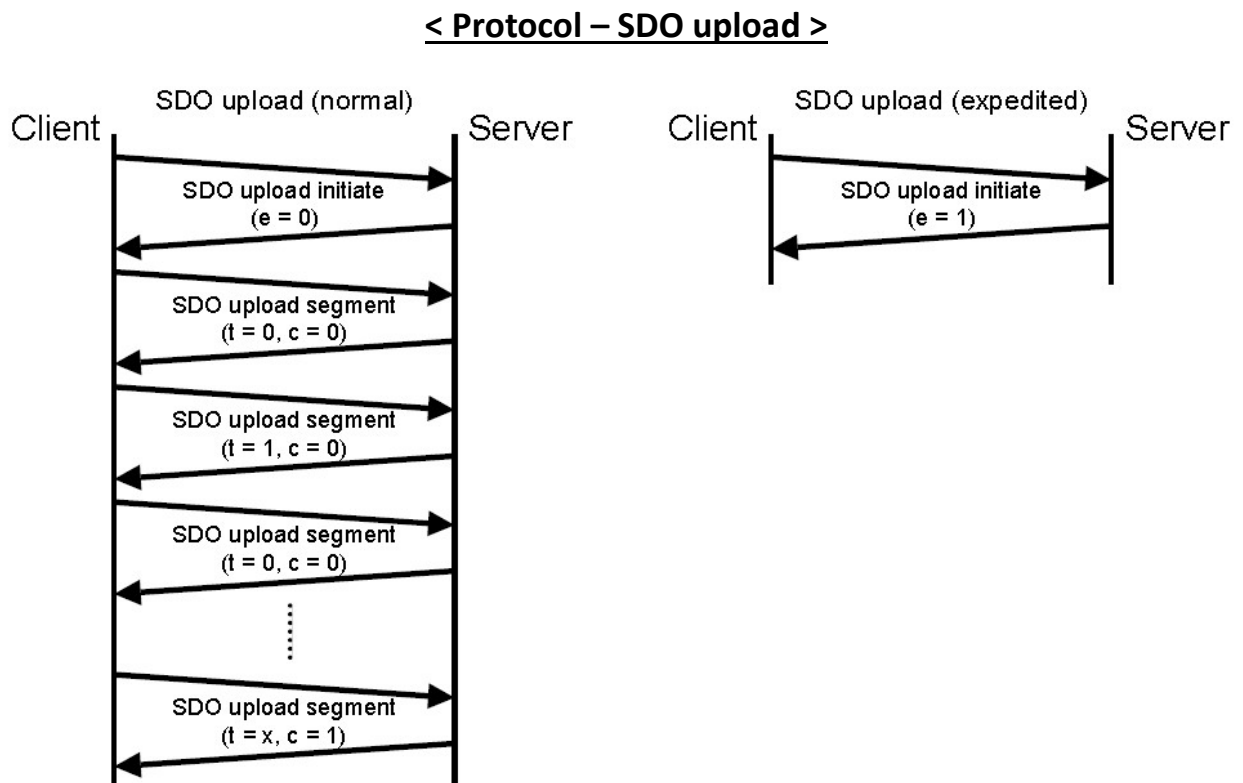 < Protocol – SDO upload >
SDO upload (normal)
Client
Server
SDO upload initiate
(e = 0)
SDO upload segment
(t = 0, c = 0)
SDO upload segment
(t = 1, c = 0)
SDO upload segment
(t = 0, c = 0)
SDO upload segment
(t = x, c = 1)
SDO upload (expedited)
Client
Server
SDO upload initiate
(e = 1)